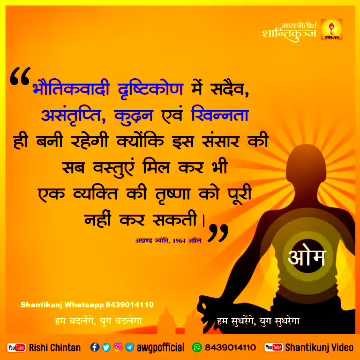 गायत्रीतीर्थ
शान्तिकुञ्ज
“भौतिकवादी दृष्टिकोण में सदैव,
असंतृप्ति, कुढ़न एवं खिन्नता
ही बनी रहेगी क्योंकि इस संसार की
सब वस्तुएं मिल कर भी
एक व्यक्ति की तृष्णा को पूरी
नहीं कर सकती।”
अखण्ड ज्योति, 1964 अप्रैल
ओम
Shantikunj Whatsapp 8439014110
हम बदलेंगे, युग बदलेगा
हम सुधरेंगे, युग सुधरेगा
Rishi Chintan
awgpofficial
8439014110
Shantikunj Video